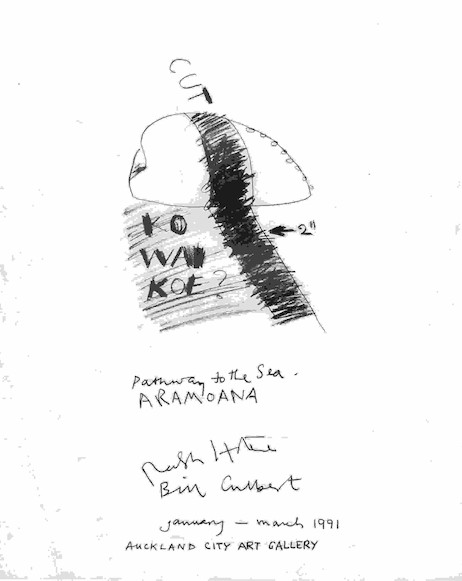 CUT
KO
WAI
KOE?
2"
Pathway to the Sea.
ARAMOANA
Ralph Hotere
Bill Culbert
january – march 1991
AUCKLAND CITY ART GALLERY